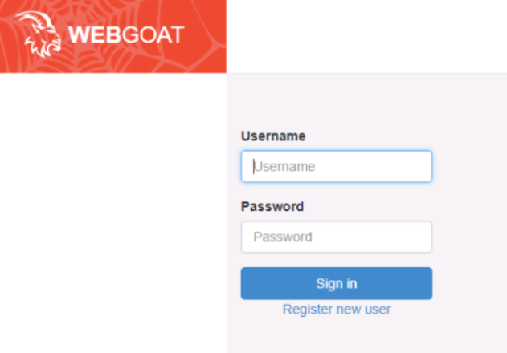 WEBGOAT
Username
Username
Password
Password
Sign in
Register new user